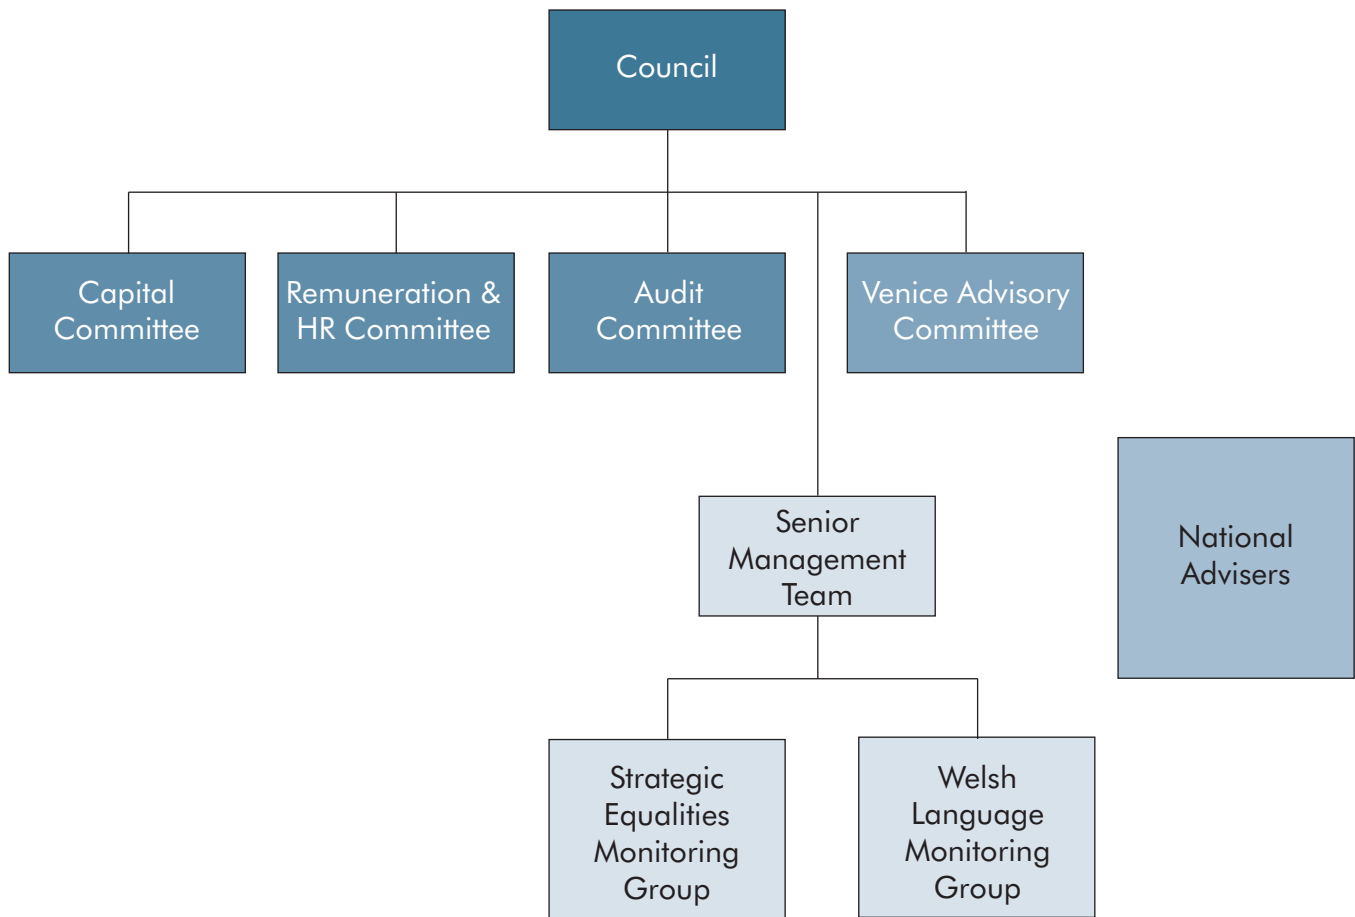 Council
Capital
Committee
Remuneration &
HR Committee
Audit
Committee
Venice Advisory
Committee
Senior
Management
Team
National
Advisers
Strategic
Equalities
Monitoring
Group
Welsh
Language
Monitoring
Group